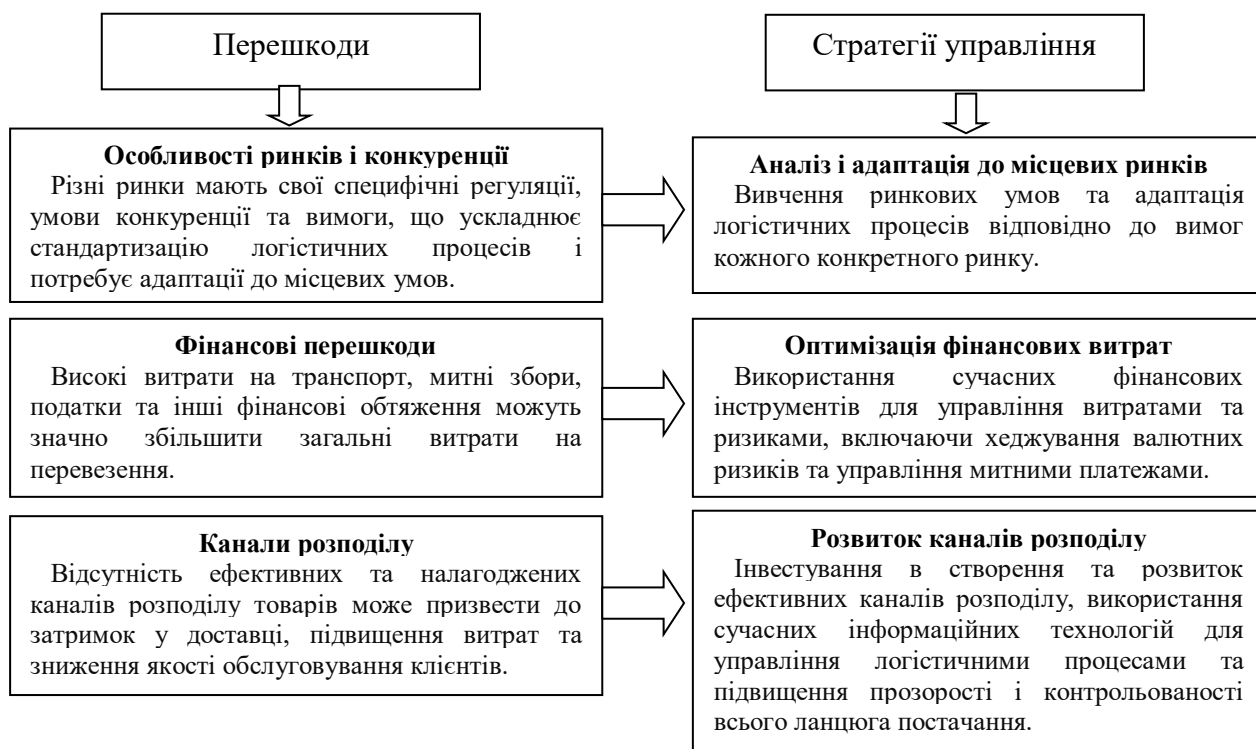 Перешкоди
Стратегії управління
Особливості ринків і конкуренції
Різні ринки мають свої специфічні регуляції,
умови конкуренції та вимоги, що ускладнює
стандартизацію логістичних процесів і
потребує адаптації до місцевих умов.
Аналіз і адаптація до місцевих ринків
Вивчення ринкових умов та адаптація
логістичних процесів відповідно до вимог
кожного конкретного ринку.
Фінансові перешкоди
Високі витрати на транспорт, митні збори,
податки та інші фінансові обтяження можуть
значно збільшити загальні витрати на
перевезення.
Оптимізація фінансових витрат
Використання сучасних фінансових
інструментів для управління витратами та
ризиками, включаючи хеджування валютних
ризиків та управління митними платежами.
Канали розподілу
Відсутність ефективних та налагоджених
каналів розподілу товарів може призвести до
затримок у доставці, підвищення витрат та
зниження якості обслуговування клієнтів.
Розвиток каналів розподілу
Інвестування в створення та розвиток
ефективних каналів розподілу, використання
сучасних інформаційних технологій для
управління логістичними процесами та
підвищення прозорості і контрольованості
всього ланцюга постачання.